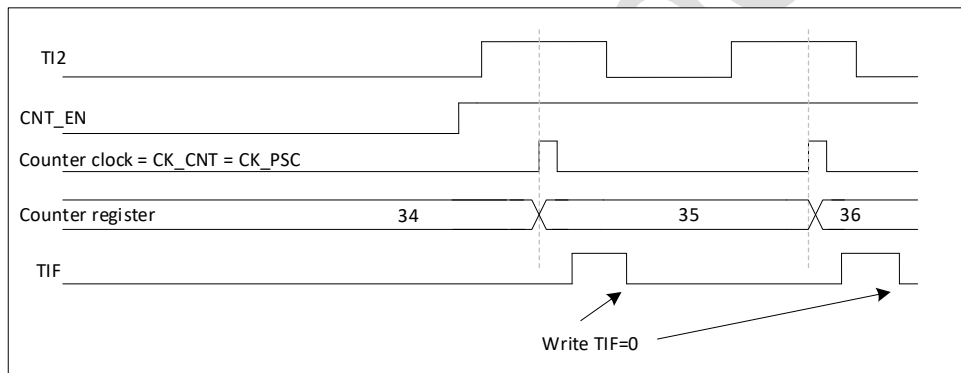 TI2
CNT_EN
Counter clock = CK_CNT = CK_PSC
Counter register 34 35 36
TIF
Write TIF=0